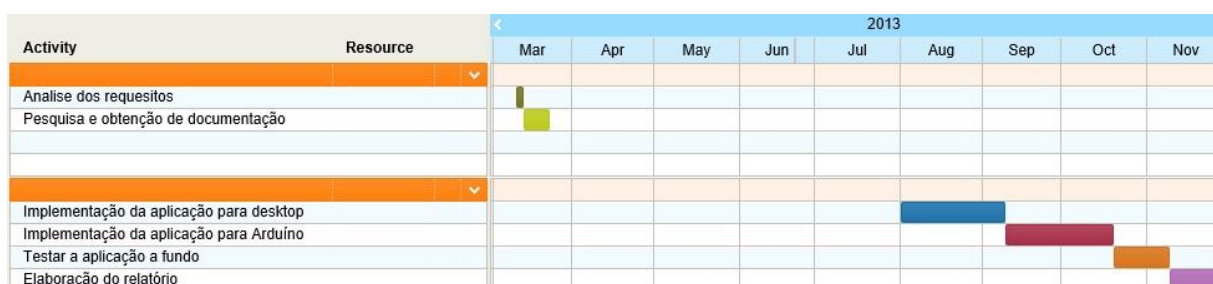 2013
Activity Resource Mar Apr May Jun Jul Aug Sep Oct Nov
Analise dos requesitos
Pesquisa e obtenção de documentação
Implementação da aplicação para desktop
Implementação da aplicação para Arduíno
Testar a aplicação a fundo
Elaboração do relatório